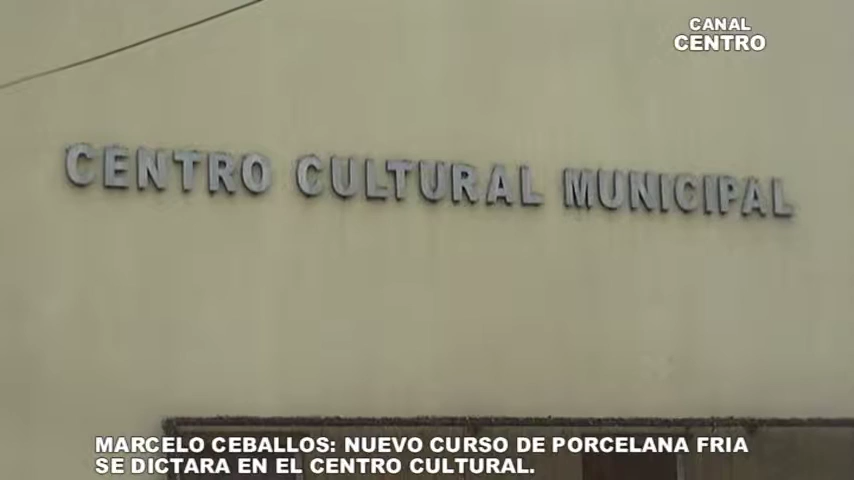 CANAL
CENTRO
CENTRO CULTURAL MUNICIPAL
MARCELO CEBALLOS: NUEVO CURSO DE PORCELANA FRIA
SE DICTARA EN EL CENTRO CULTURAL.